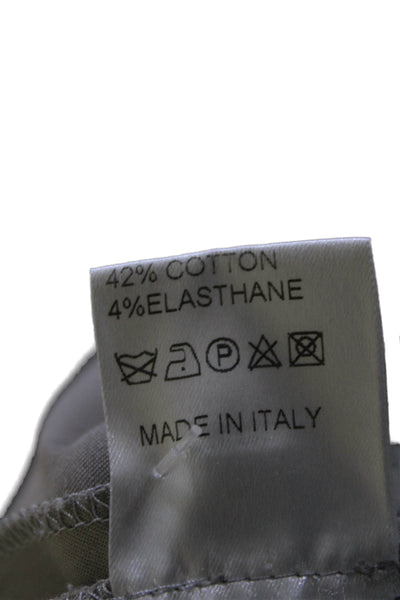 42% COTTON
4%ELASTHANE
P
MADE IN ITALY